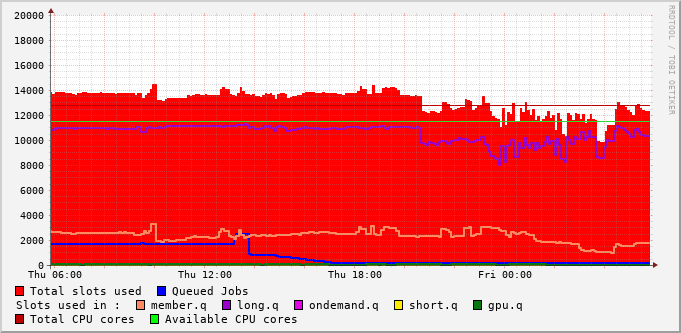 RRDTOOL / TOBI OETIKER
20000
18000
16000
14000
12000
10000
8000
6000
4000
2000
0
Thu 06:00 Thu 12:00 Thu 18:00 Fri 00:00
Total slots used Queued Jobs
Slots used in : member.q long.q ondemand.q short.q gpu.q
Total CPU cores Available CPU cores